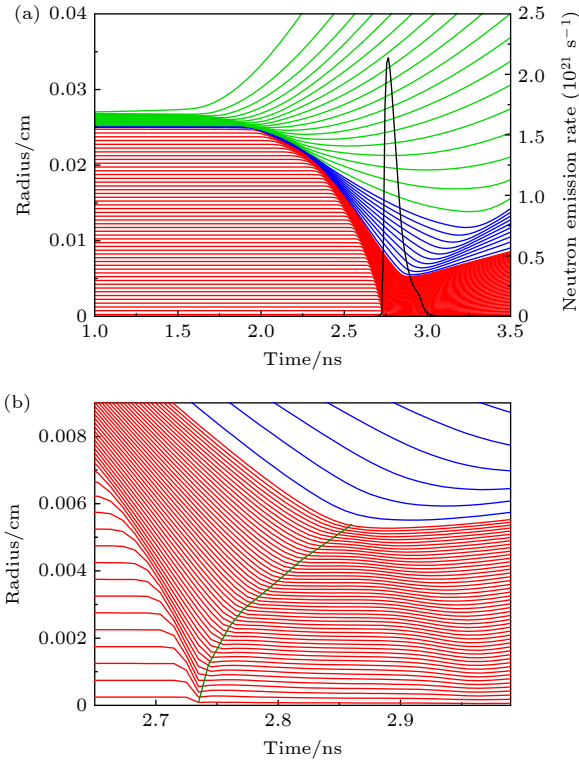 (a)
0.04
0.03
0.02
0.01
0
Radius/cm
2.5
2.0
1.5
1.0
0.5
0
Neutron emission rate (10²¹ s⁻¹)
1.0 1.5 2.0 2.5 3.0 3.5
Time/ns
(b)
0.008
0.006
0.004
0.002
0
Radius/cm
2.7 2.8 2.9
Time/ns